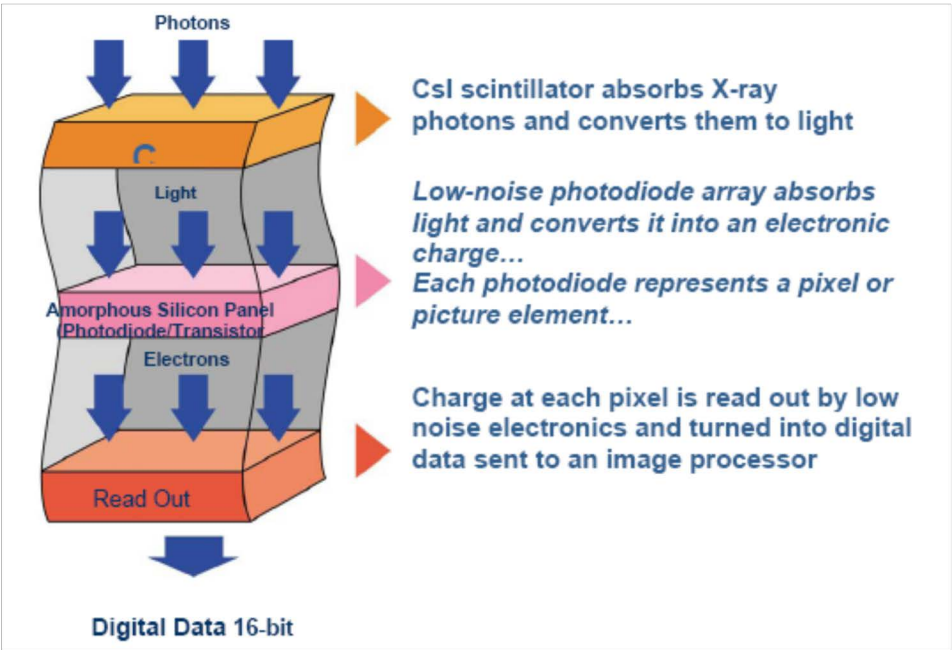 Photons
CsI scintillator absorbs X-ray
photons and converts them to light
C
Light
Low-noise photodiode array absorbs
light and converts it into an electronic
charge…
Each photodiode represents a pixel or
picture element…
Amorphous Silicon Panel
(Photodiode/Transistor
Electrons
Charge at each pixel is read out by low
noise electronics and turned into digital
data sent to an image processor
Read Out
Digital Data 16-bit